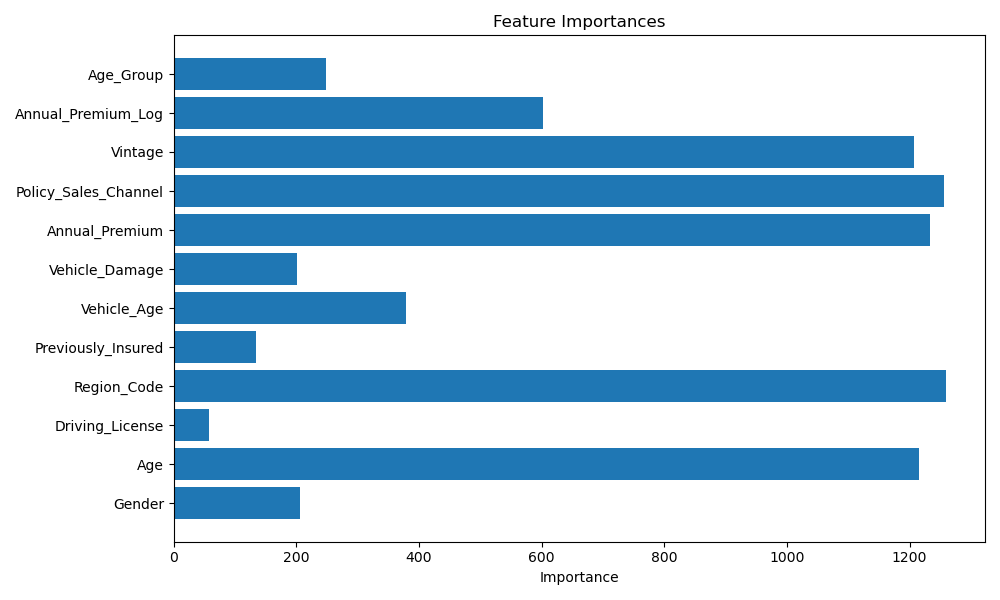 Feature Importances
Age_Group
Annual_Premium_Log
Vintage
Policy_Sales_Channel
Annual_Premium
Vehicle_Damage
Vehicle_Age
Previously_Insured
Region_Code
Driving_License
Age
Gender
0 200 400 600 800 1000 1200
Importance